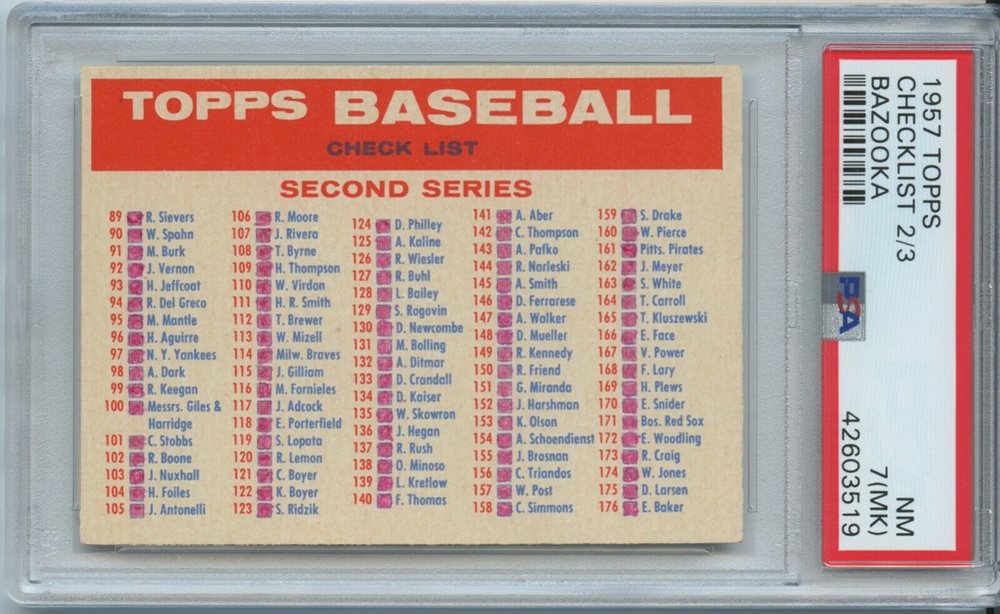 TOPPS BASEBALL
CHECK LIST
SECOND SERIES
89 R. Sievers
90 W. Spahn
91 M. Burk
92 J. Vernon
93 H. Jeffcoat
94 R. Del Greco
95 M. Mantle
96 H. Aguirre
97 N. Y. Yankees
98 A. Dark
99 R. Keegan
100 Messrs. Giles &
Harridge
101 C. Stobbs
102 R. Boone
103 J. Nuxhall
104 H. Foiles
105 J. Antonelli
106 R. Moore
107 J. Rivera
108 T. Byrne
109 H. Thompson
110 W. Virdon
111 H. R. Smith
112 T. Brewer
113 W. Mizell
114 Milw. Braves
115 J. Gilliam
116 M. Fornieles
117 J. Adcock
118 E. Porterfield
119 S. Lopata
120 R. Lemon
121 C. Boyer
122 K. Boyer
123 S. Ridzik
124 D. Philley
125 A. Kaline
126 R. Wiesler
127 R. Buhl
128 L. Bailey
129 S. Rogovin
130 D. Newcombe
131 M. Bolling
132 A. Ditmar
133 D. Crandall
134 D. Kaiser
135 W. Skowron
136 J. Hegan
137 R. Rush
138 O. Minoso
139 L. Kretlow
140 F. Thomas
141 A. Aber
142 C. Thompson
143 A. Pafko
144 R. Narleski
145 A. Smith
146 D. Ferrarese
147 A. Walker
148 D. Mueller
149 R. Kennedy
150 R. Friend
151 G. Miranda
152 J. Harshman
153 K. Olson
154 A. Schoendienst
155 J. Brosnan
156 C. Triandos
157 W. Post
158 C. Simmons
159 S. Drake
160 W. Pierce
161 Pitts. Pirates
162 J. Meyer
163 S. White
164 T. Carroll
165 T. Kluszewski
166 E. Face
167 V. Power
168 F. Lary
169 H. Plews
170 E. Snider
171 Bos. Red Sox
172 E. Woodling
173 R. Craig
174 W. Jones
175 D. Larsen
176 E. Baker
1957 TOPPS
CHECKLIST 2/3
BAZOOKA
PSA
NM
7(MK)
42603519